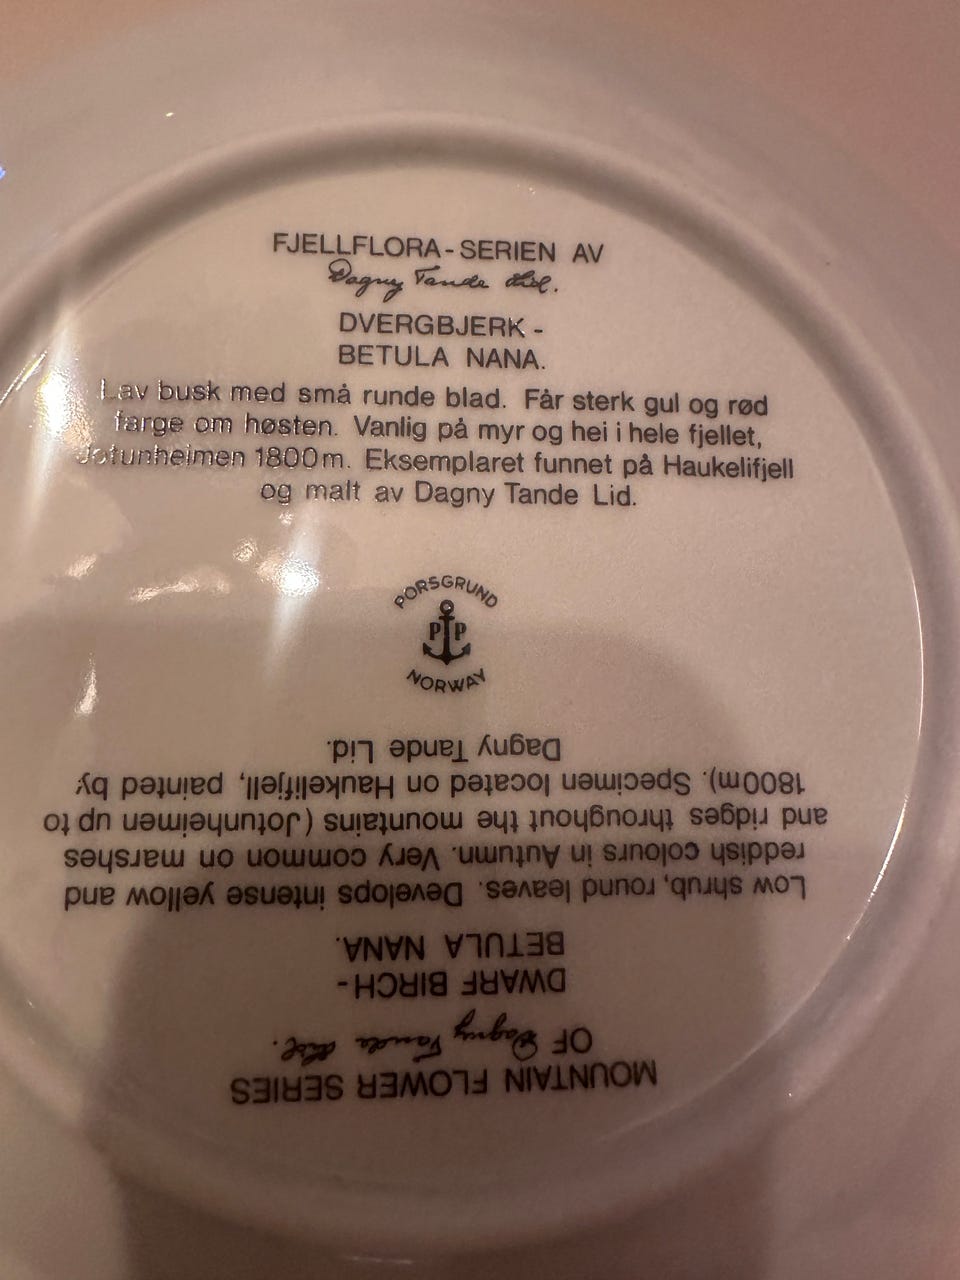 FJELLFLORA - SERIEN AV
Dagny Tande Lid.
DVERGBJERK -
BETULA NANA.
Lav busk med små runde blad. Får sterk gul og rød
farge om høsten. Vanlig på myr og hei i hele fjellet,
Jotunheimen 1800m. Eksemplaret funnet på Haukelifjell
og malt av Dagny Tande Lid.
PORSGRUND
P P
NORWAY
MOUNTAIN FLOWER SERIES
OF Dagny Tande Lid.
DWARF BIRCH -
BETULA NANA.
Low shrub, round leaves. Develops intense yellow and
reddish colours in Autumn. Very common on marshes
and ridges throughout the mountains (Jotunheimen up to
1800m). Specimen located on Haukelifjell, painted by
Dagny Tande Lid.